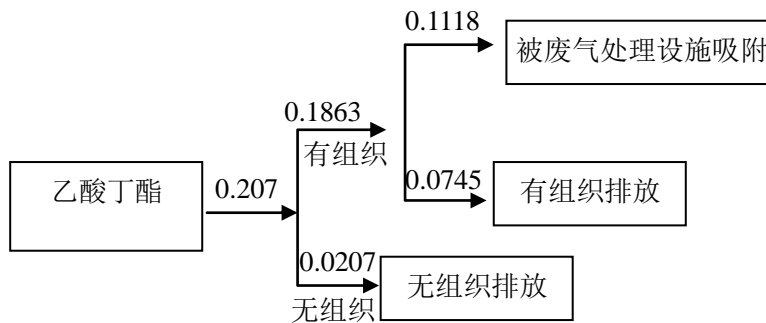 0.1118
被废气处理设施吸附
0.1863
有组织
乙酸丁酯
0.207
0.0745
有组织排放
0.0207
无组织
无组织排放